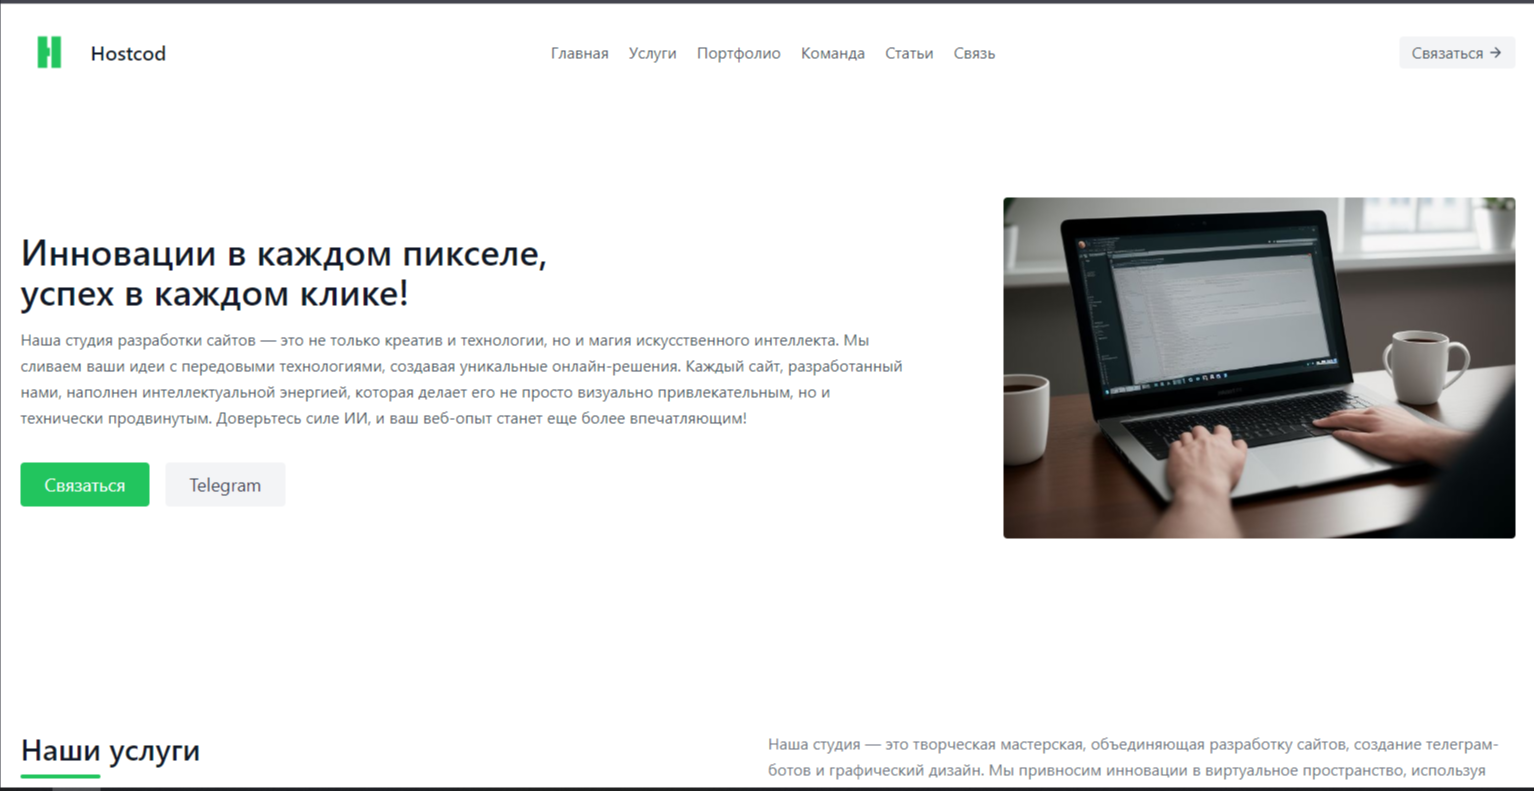 Hostcod
Главная Услуги Портфолио Команда Статьи Связь
Связаться →
Инновации в каждом пикселе,
успех в каждом клике!
Наша студия разработки сайтов — это не только креатив и технологии, но и магия искусственного интеллекта. Мы
сливаем ваши идеи с передовыми технологиями, создавая уникальные онлайн-решения. Каждый сайт, разработанный
нами, наполнен интеллектуальной энергией, которая делает его не просто визуально привлекательным, но и
технически продвинутым. Доверьтесь силе ИИ, и ваш веб-опыт станет еще более впечатляющим!
Связаться Telegram
Наши услуги
Наша студия — это творческая мастерская, объединяющая разработку сайтов, создание телеграм-
ботов и графический дизайн. Мы привносим инновации в виртуальное пространство, используя